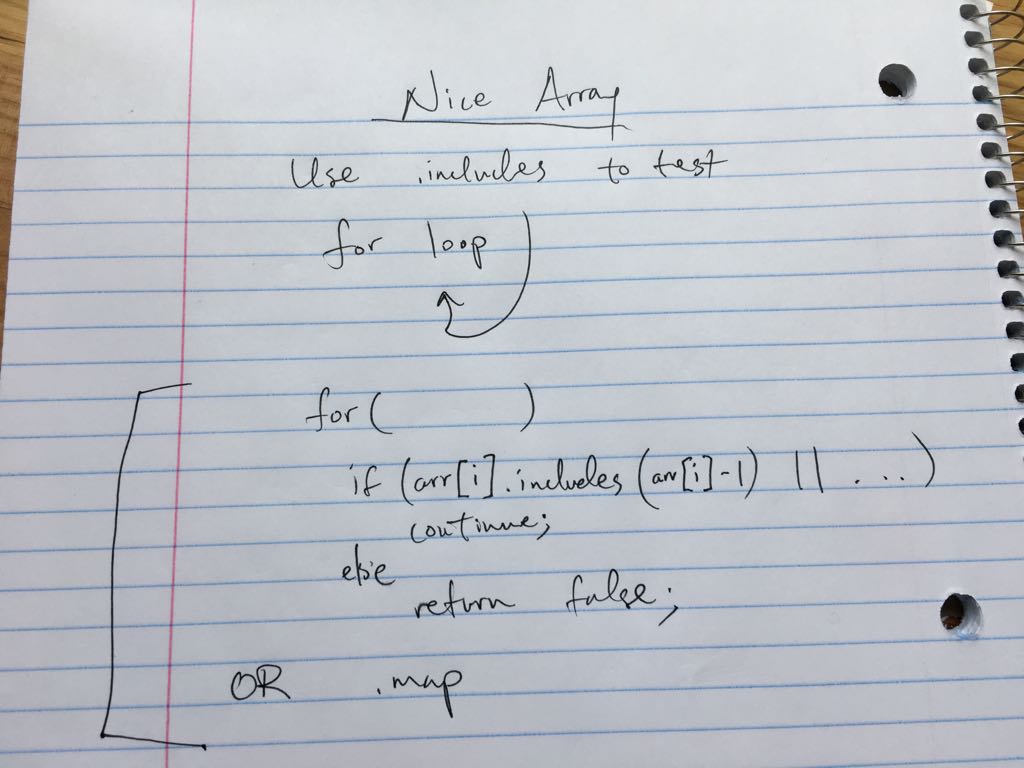 Nice Array
Use .includes to test
for loop
for ( )
if (arr[i].includes (arr[i]-1) || ....)
continue;
else
return false;
OR .map